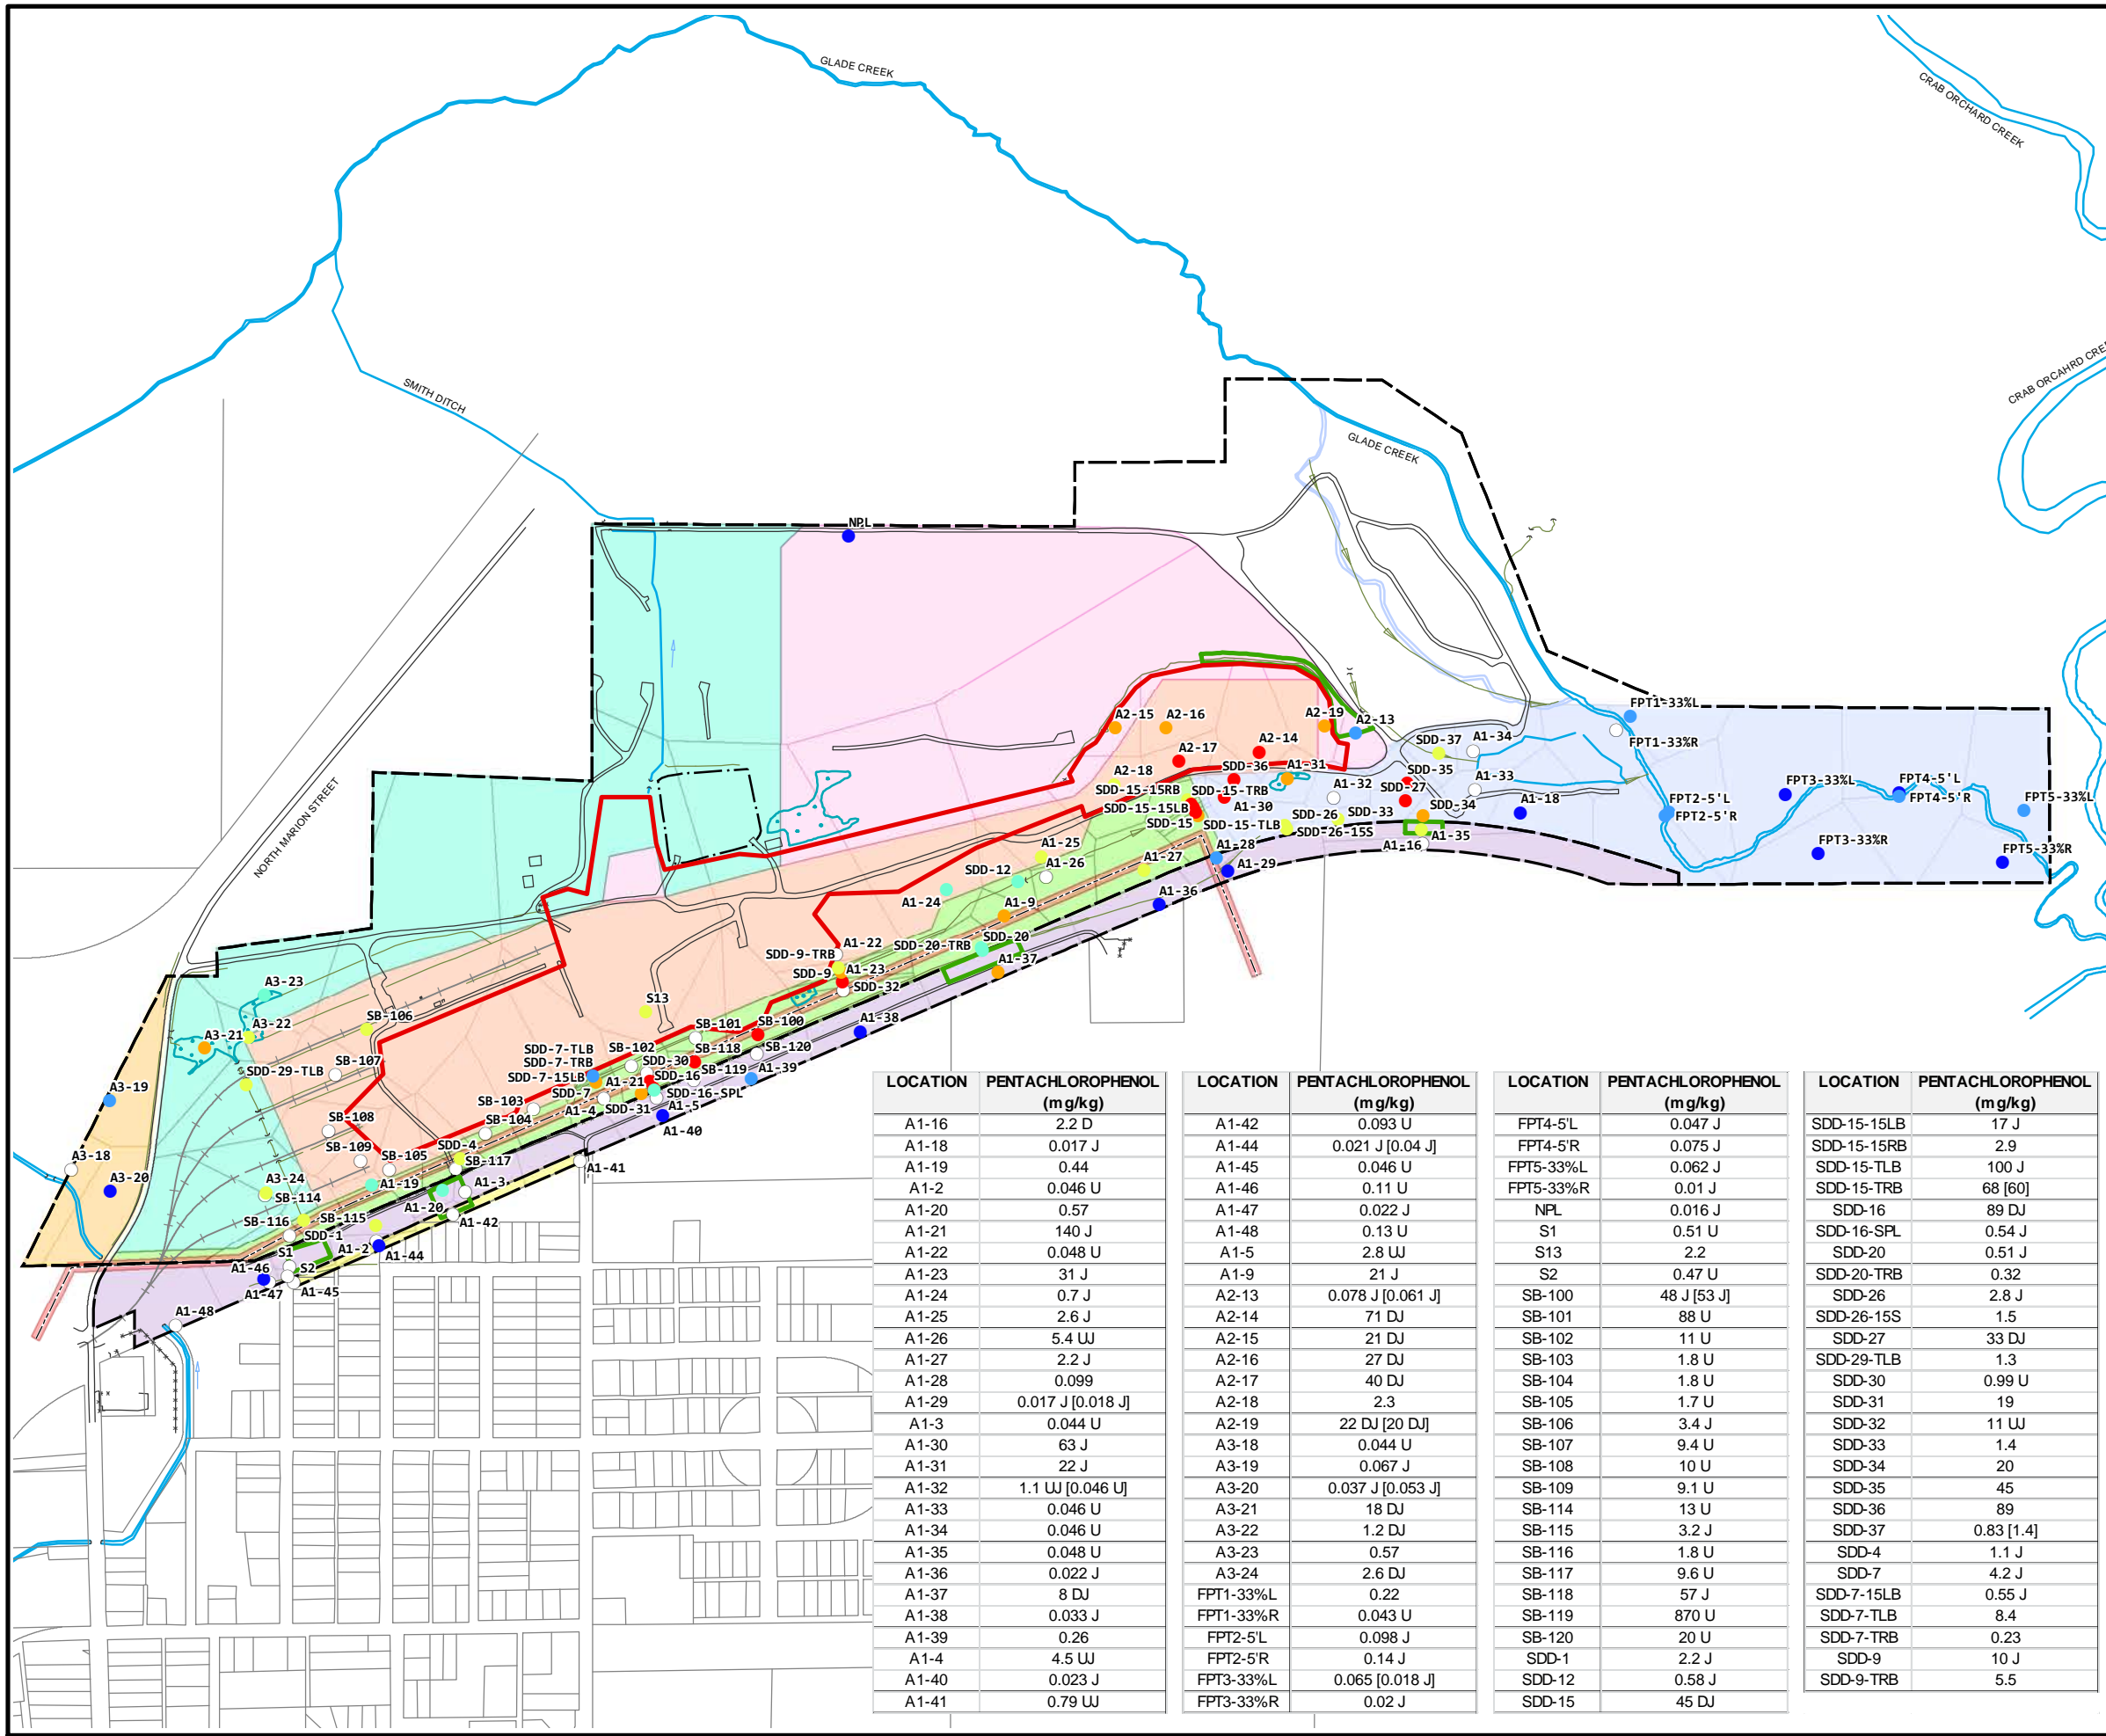 GLADE CREEK
CRAB ORCHARD CREEK
CRAB ORCAHRD CREE
SMITH DITCH
NORTH MARION STREET
GLADE CREEK
NPL
FPT1-33%L
FPT1-33%R
A2-15
A2-16
A2-19
A2-13
A2-17
A2-14
SDD-37
A1-34
A2-18
SDD-36
A1-31
SDD-35
A1-33
FPT3-33%L
FPT4-5'L
FPT4-5'R
FPT5-33%L
SDD-15-15RB
SDD-15-TRB
A1-32
SDD-27
A1-18
FPT2-5'L
FPT2-5'R
SDD-15-15LB
A1-30
SDD-33
SDD-34
SDD-26
SDD-15
SDD-15-TLB
SDD-26-15S
A1-35
A1-16
FPT3-33%R
FPT5-33%R
A1-25
A1-26
A1-27
A1-28
A1-29
SDD-12
A1-24
A1-36
A1-9
A1-22
SDD-20-TRB
SDD-20
SDD-9-TRB
A1-23
SDD-9
A1-37
SDD-32
A3-23
S13
A3-22
A3-21
SB-106
SB-101
SB-100
A1-38
SB-107
SDD-7-TLB
SDD-7-TRB
SDD-7-15LB
SB-102
SB-118
SDD-30
SB-120
SDD-29-TLB
A1-21
SDD-16
SB-119
A1-39
SDD-7
SDD-16-SPL
A3-19
SB-103
A1-4
SDD-31
A1-5
SB-108
SB-104
A1-40
SDD-4
SB-109
SB-105
SB-117
A1-41
A3-18
A3-20
A3-24
SB-114
A1-19
A1-3
A1-20
A1-42
SB-116
SB-115
SDD-1
A1-2
A1-44
S1
A1-46
S2
A1-47
A1-45
A1-48
LOCATION PENTACHLOROPHENOL (mg/kg)
A1-16 2.2 D
A1-18 0.017 J
A1-19 0.44
A1-2 0.046 U
A1-20 0.57
A1-21 140 J
A1-22 0.048 U
A1-23 31 J
A1-24 0.7 J
A1-25 2.6 J
A1-26 5.4 UJ
A1-27 2.2 J
A1-28 0.099
A1-29 0.017 J [0.018 J]
A1-3 0.044 U
A1-30 63 J
A1-31 22 J
A1-32 1.1 UJ [0.046 U]
A1-33 0.046 U
A1-34 0.046 U
A1-35 0.048 U
A1-36 0.022 J
A1-37 8 DJ
A1-38 0.033 J
A1-39 0.26
A1-4 4.5 UJ
A1-40 0.023 J
A1-41 0.79 UJ
LOCATION PENTACHLOROPHENOL (mg/kg)
A1-42 0.093 U
A1-44 0.021 J [0.04 J]
A1-45 0.046 U
A1-46 0.11 U
A1-47 0.022 J
A1-48 0.13 U
A1-5 2.8 UJ
A1-9 21 J
A2-13 0.078 J [0.061 J]
A2-14 71 DJ
A2-15 21 DJ
A2-16 27 DJ
A2-17 40 DJ
A2-18 2.3
A2-19 22 DJ [20 DJ]
A3-18 0.044 U
A3-19 0.067 J
A3-20 0.037 J [0.053 J]
A3-21 18 DJ
A3-22 1.2 DJ
A3-23 0.57
A3-24 2.6 DJ
FPT1-33%L 0.22
FPT1-33%R 0.043 U
FPT2-5'L 0.098 J
FPT2-5'R 0.14 J
FPT3-33%L 0.065 [0.018 J]
FPT3-33%R 0.02 J
LOCATION PENTACHLOROPHENOL (mg/kg)
FPT4-5'L 0.047 J
FPT4-5'R 0.075 J
FPT5-33%L 0.062 J
FPT5-33%R 0.01 J
NPL 0.016 J
S1 0.51 U
S13 2.2
S2 0.47 U
SB-100 48 J [53 J]
SB-101 88 U
SB-102 11 U
SB-103 1.8 U
SB-104 1.8 U
SB-105 1.7 U
SB-106 3.4 J
SB-107 9.4 U
SB-108 10 U
SB-109 9.1 U
SB-114 13 U
SB-115 3.2 J
SB-116 1.8 U
SB-117 9.6 U
SB-118 57 J
SB-119 870 U
SB-120 20 U
SDD-1 2.2 J
SDD-12 0.58 J
SDD-15 45 DJ
LOCATION PENTACHLOROPHENOL (mg/kg)
SDD-15-15LB 17 J
SDD-15-15RB 2.9
SDD-15-TLB 100 J
SDD-15-TRB 68 [60]
SDD-16 89 DJ
SDD-16-SPL 0.54 J
SDD-20 0.51 J
SDD-20-TRB 0.32
SDD-26 2.8 J
SDD-26-15S 1.5
SDD-27 33 DJ
SDD-29-TLB 1.3
SDD-30 0.99 U
SDD-31 19
SDD-32 11 UJ
SDD-33 1.4
SDD-34 20
SDD-35 45
SDD-36 89
SDD-37 0.83 [1.4]
SDD-4 1.1 J
SDD-7 4.2 J
SDD-7-15LB 0.55 J
SDD-7-TLB 8.4
SDD-7-TRB 0.23
SDD-9 10 J
SDD-9-TRB 5.5